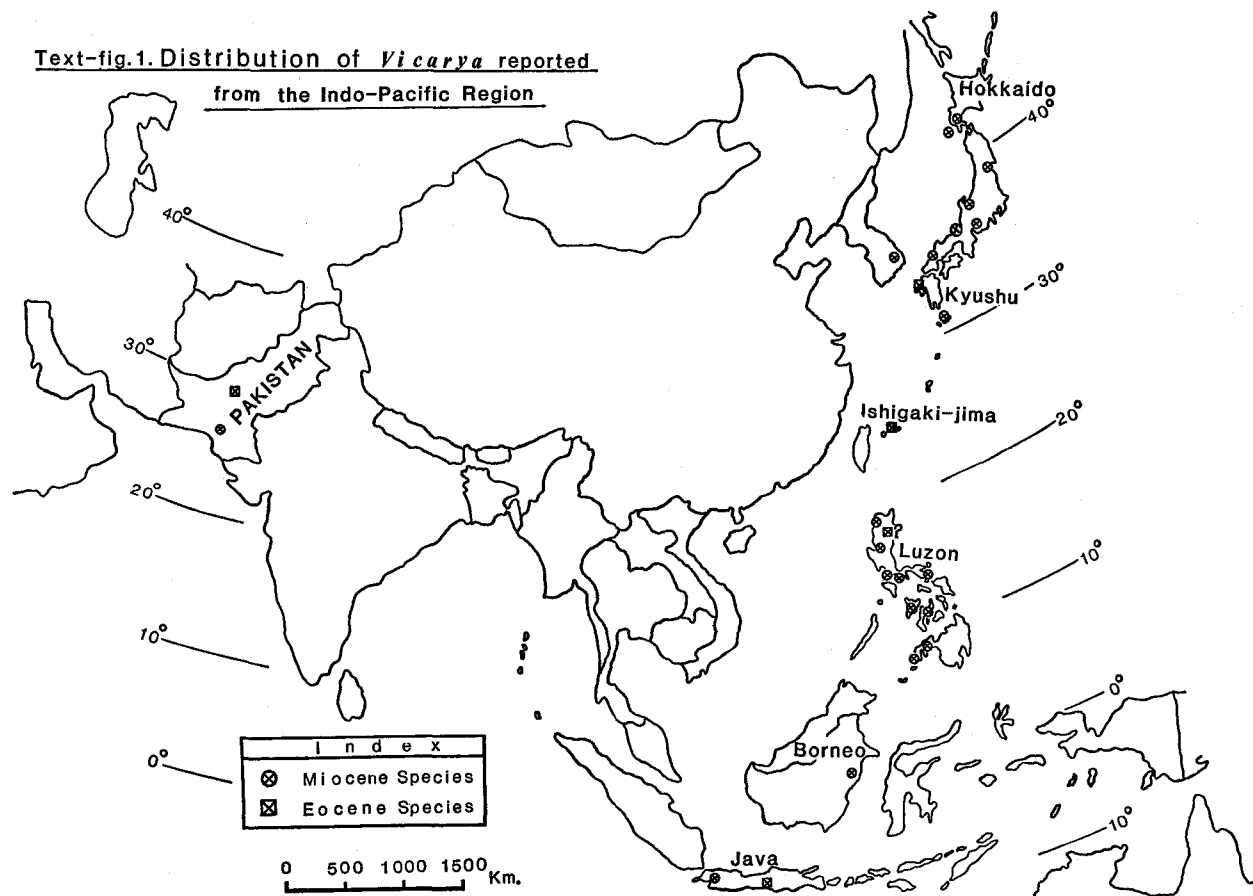 Text-fig.1. Distribution of Vicarya reported
from the Indo-Pacific Region
Hokkaido
40°
40°
Kyushu
30°
30°
PAKISTAN
Ishigaki-jima
20°
20°
Luzon
10°
10°
0°
0°
Borneo
Index
Miocene Species
Eocene Species
10°
Java
0 500 1000 1500 Km.